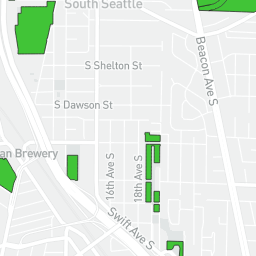 South Seattle
S Shelton St
Beacon Ave S
S Dawson St
an Brewery
16th Ave S
18th Ave S
Swift Ave S